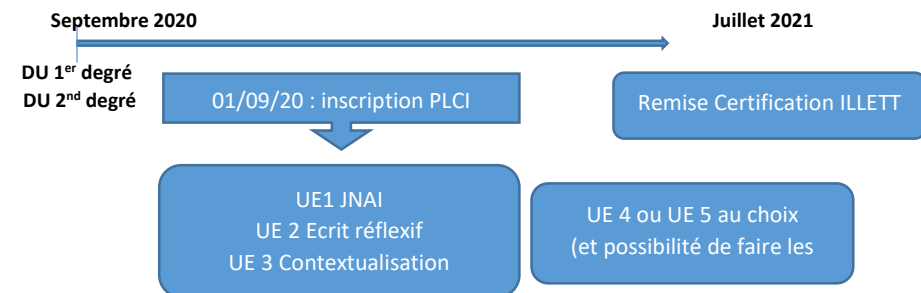 Septembre 2020
Juillet 2021
DU 1er degré
DU 2nd degré
01/09/20 : inscription PLCI
Remise Certification ILLETT
UE1 JNAI
UE 2 Ecrit réflexif
UE 3 Contextualisation
UE 4 ou UE 5 au choix
(et possibilité de faire les